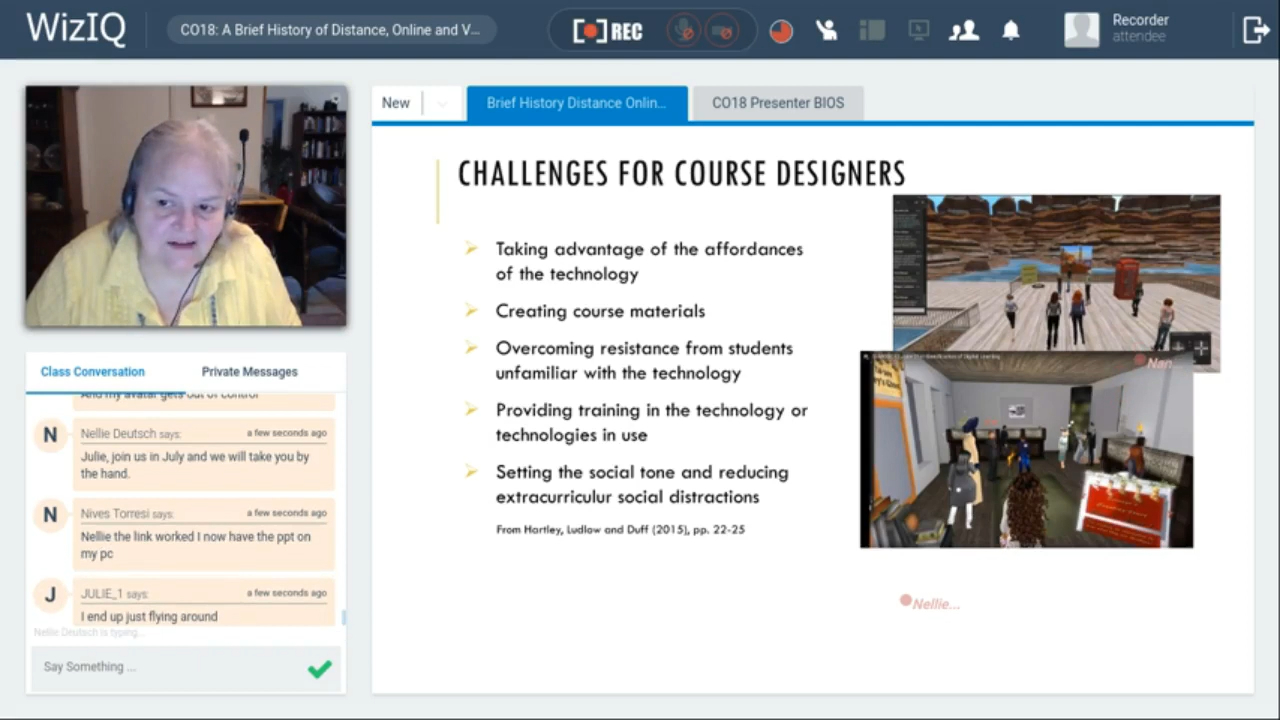 WizIQ
CO18: A Brief History of Distance, Online and V...
REC
Recorder
attendee
New
Brief History Distance Onlin...
CO18 Presenter BIOS
Class Conversation
Private Messages
And my avatar gets out of control
Nellie Deutsch says:
a few seconds ago
Julie, join us in July and we will take you by
the hand.
Nives Torresi says:
a few seconds ago
Nellie the link worked I now have the ppt on
my pc
JULIE_1 says:
a few seconds ago
I end up just flying around
Nellie Deutsch is typing...
Say Something ...
N
N
J
CHALLENGES FOR COURSE DESIGNERS
Taking advantage of the affordances
of the technology
Creating course materials
Overcoming resistance from students
unfamiliar with the technology
Providing training in the technology or
technologies in use
Setting the social tone and reducing
extracurriculur social distractions
From Hartley, Ludlow and Duff (2015), pp. 22-25
Nan
Nellie...